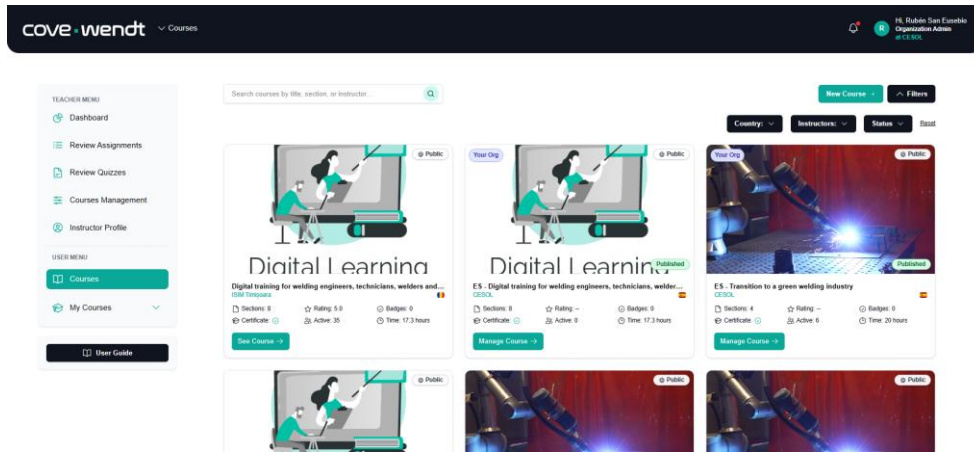 cove·wendt
Courses
Hi, Rubén San Eusebio
R
Organization Admin
at CESOL
TEACHER MENU
Dashboard
Review Assignments
Review Quizzes
Courses Management
Instructor Profile
USER MENU
Courses
My Courses
User Guide
Search courses by title, section, or instructor...
New Course +
Filters
Country:
Instructors:
Status
Reset
Public
Digital Learning
Digital training for welding engineers, technicians, welders and...
ISIM Timișoara
Sections: 8
Rating: 5.0
Badges: 0
Certificate:
Active: 35
Time: 17.3 hours
See Course →
Your Org
Public
Digital Learning
Published
ES - Digital training for welding engineers, technicians, welder...
CESOL
Sections: 8
Rating: --
Badges: 0
Certificate:
Active: 0
Time: 17.3 hours
Manage Course →
Your Org
Public
Published
ES - Transition to a green welding industry
CESOL
Sections: 4
Rating: --
Badges: 0
Certificate:
Active: 6
Time: 20 hours
Manage Course →
Public
Public
Public